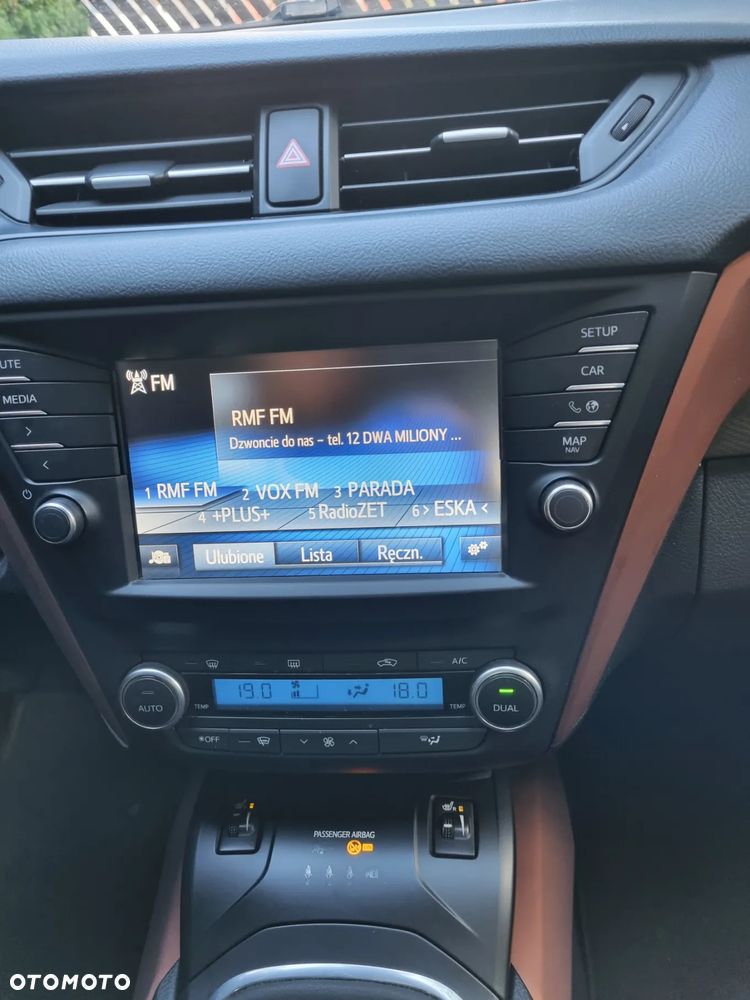 SETUP
CAR
MAP
NAV
UTE
MEDIA
FM
RMF FM
Dzwoncie do nas – tel. 12 DWA MILIONY ...
1 RMF FM 2 VOX FM 3 PARADA
4 +PLUS+ 5 RadioZET 6 > ESKA <
Ulubione Lista Ręczn.
A/C
19.0 18.0
AUTO TEMP TEMP DUAL
OFF
R
PASSENGER AIRBAG
OTOMOTO